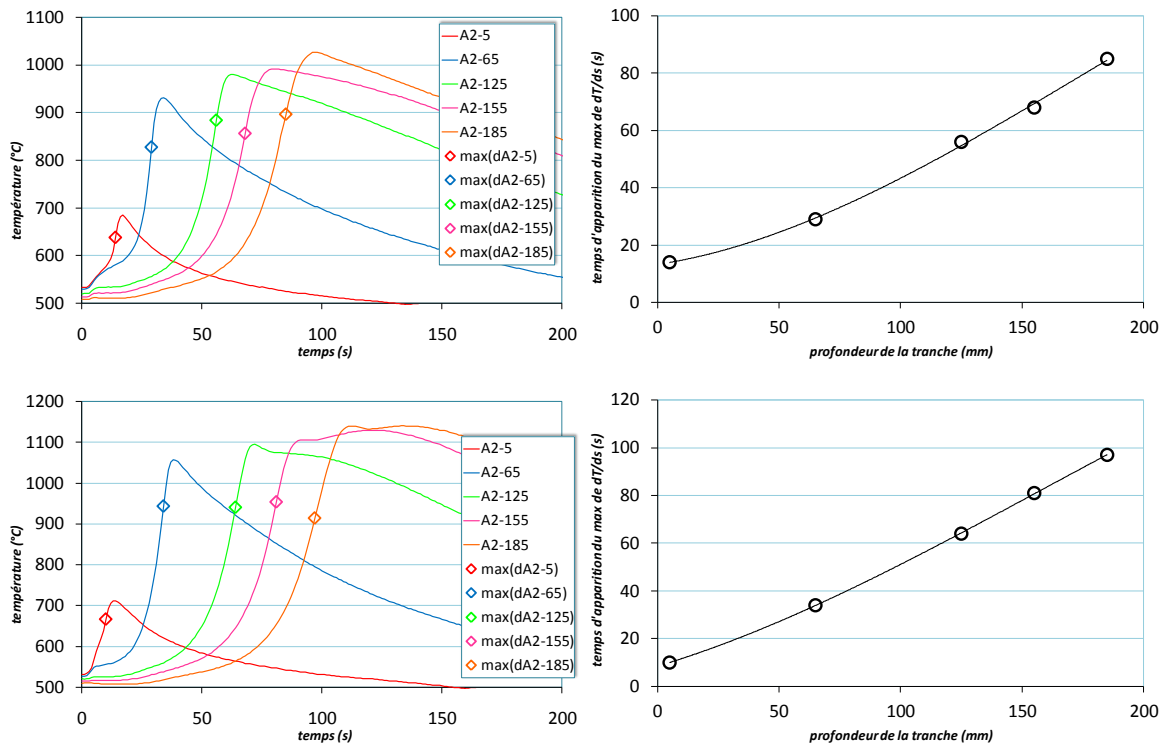 1100
1000
900
800
700
600
500
température (°C)
0
50
100
150
200
temps (s)
A2-5
A2-65
A2-125
A2-155
A2-185
max(dA2-5)
max(dA2-65)
max(dA2-125)
max(dA2-155)
max(dA2-185)
100
80
60
40
20
0
temps d'apparition du max de dT/ds (s)
0
50
100
150
200
profondeur de la tranche (mm)
1200
1100
1000
900
800
700
600
500
température (°C)
0
50
100
150
200
temps (s)
A2-5
A2-65
A2-125
A2-155
A2-185
max(dA2-5)
max(dA2-65)
max(dA2-125)
max(dA2-155)
max(dA2-185)
120
100
80
60
40
20
0
temps d'apparition du max de dT/ds (s)
0
50
100
150
200
profondeur de la tranche (mm)